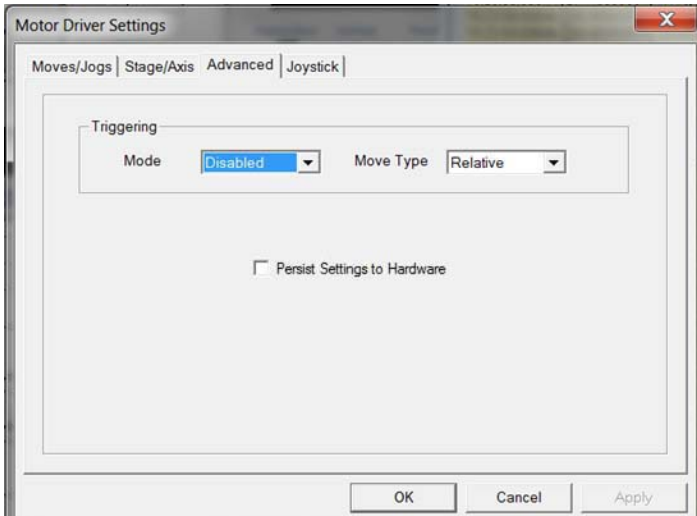 Motor Driver Settings
Moves/Jogs Stage/Axis Advanced Joystick
Triggering
Mode Disabled Move Type Relative
Persist Settings to Hardware
OK Cancel Apply